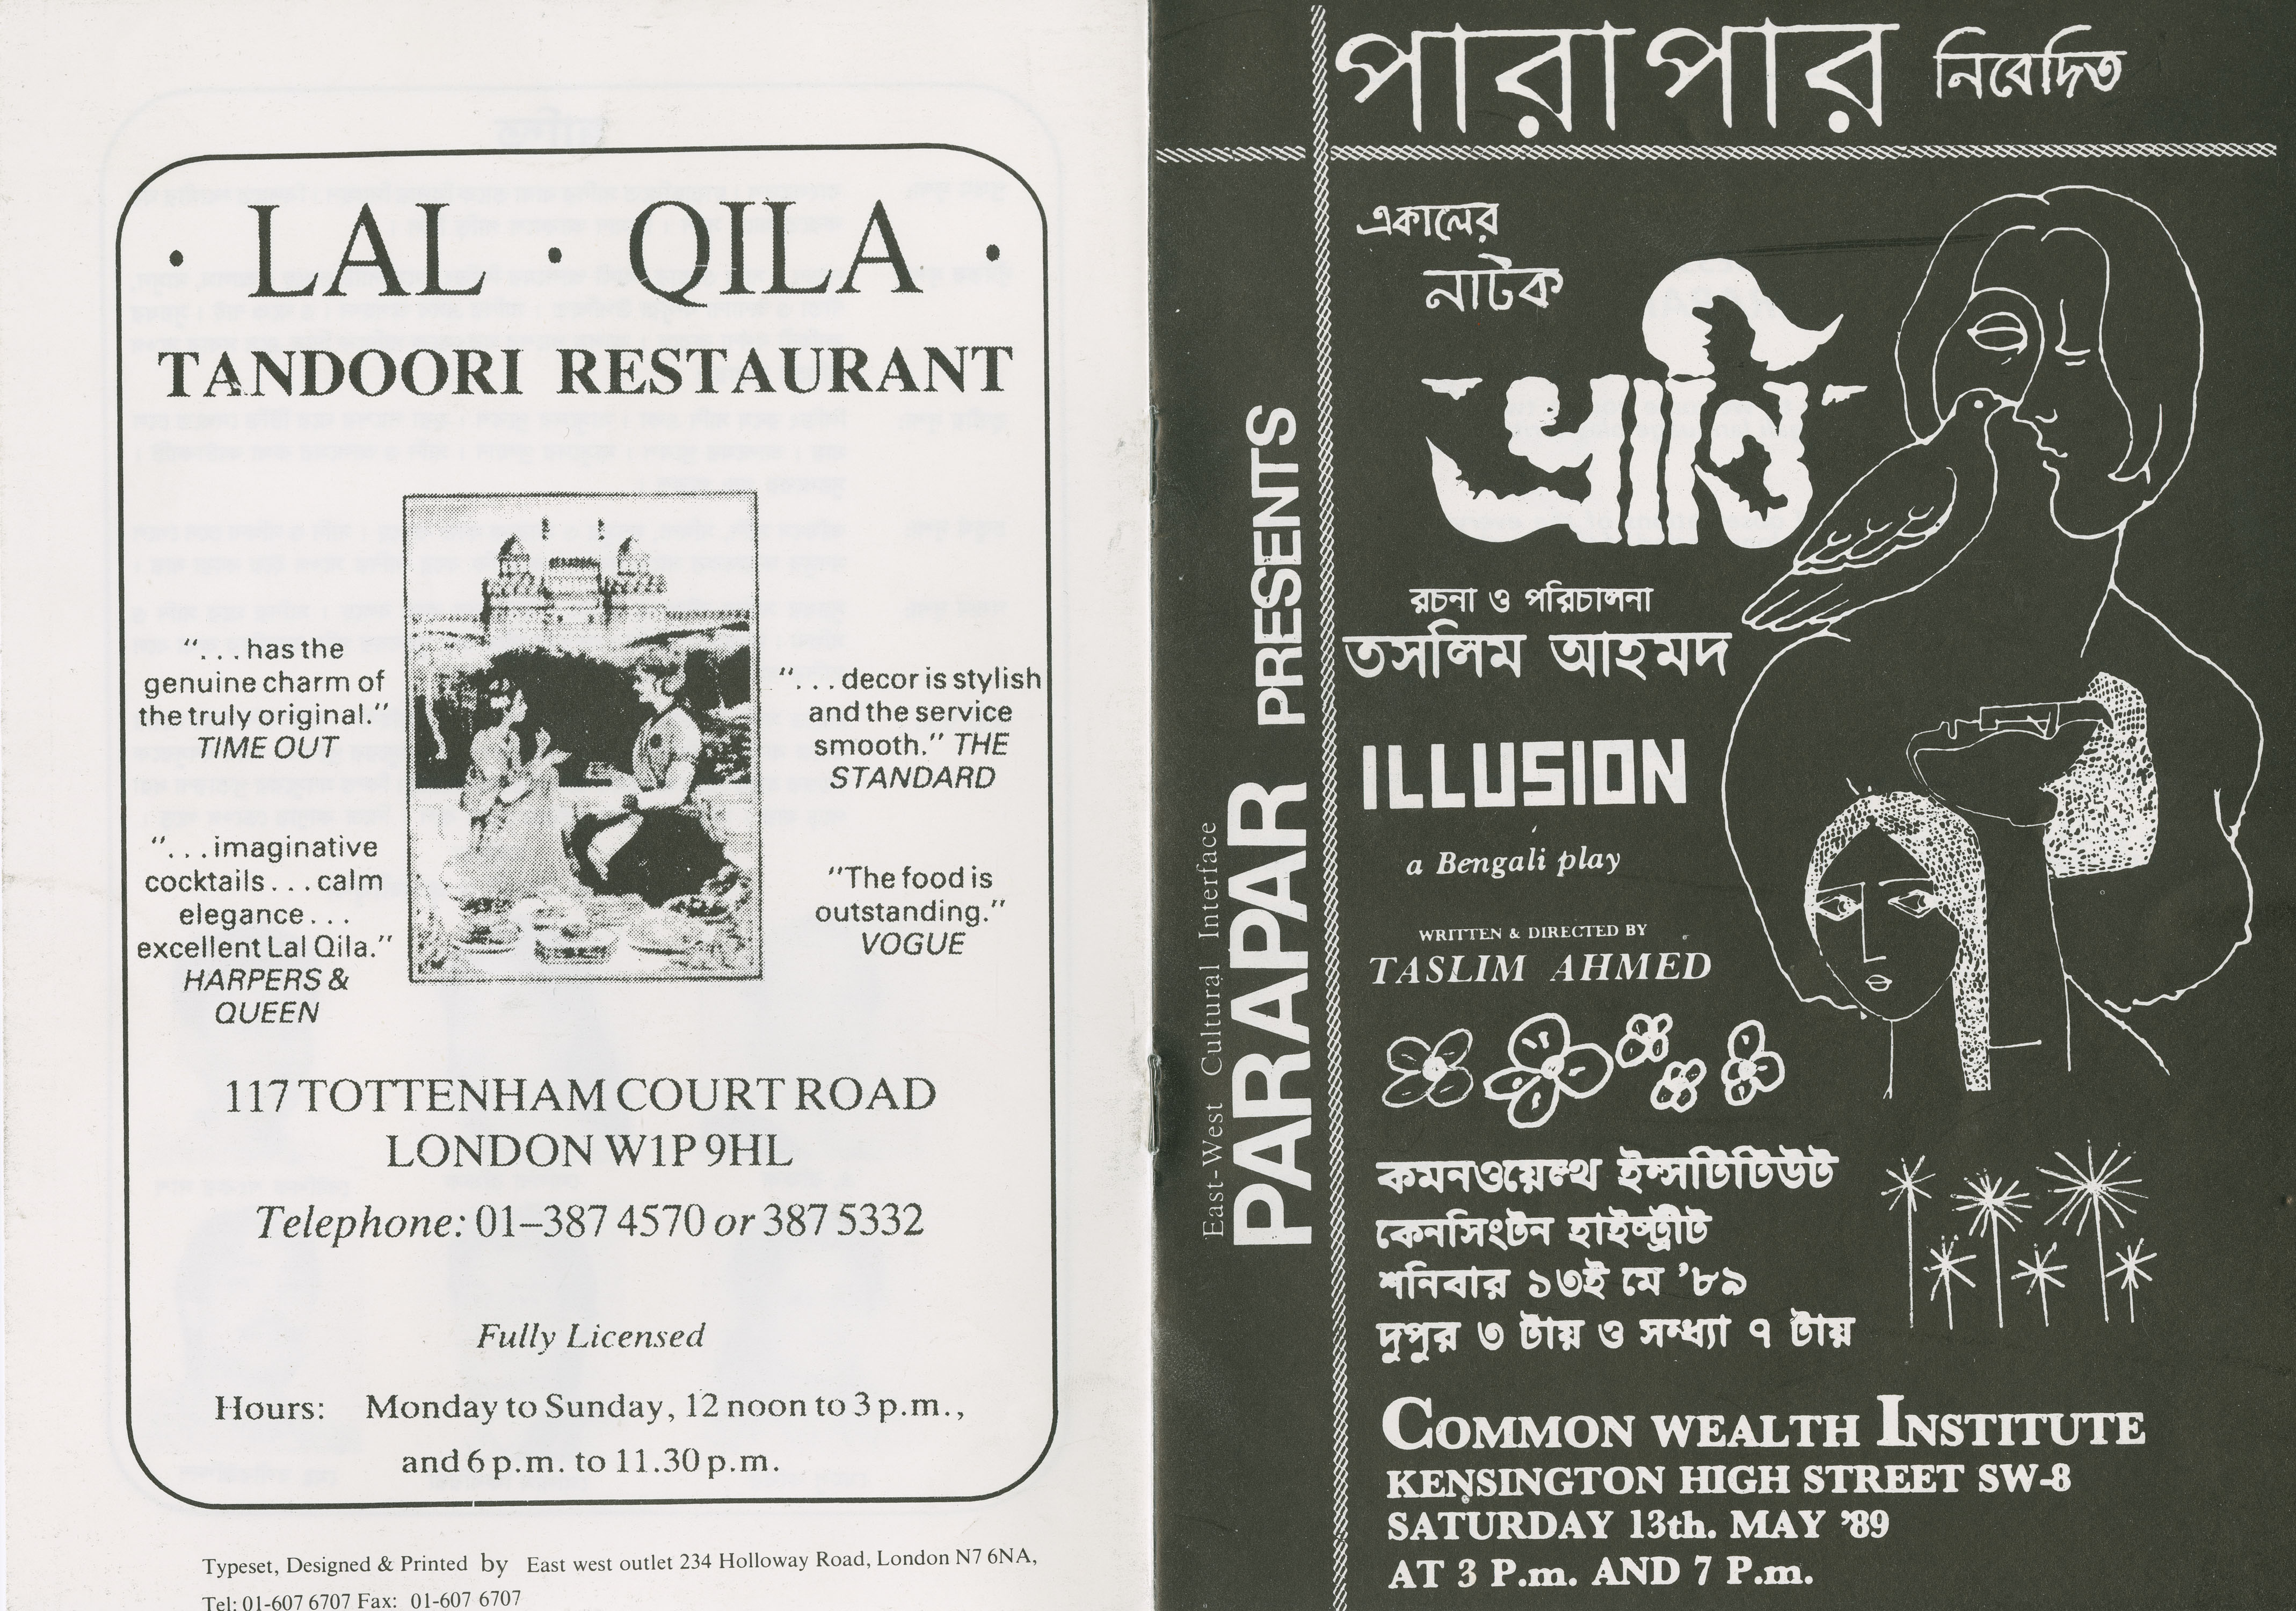 · LAL · QILA ·
TANDOORI RESTAURANT
“. . . has the
genuine charm of
the truly original.”
TIME OUT
“. . . decor is stylish
and the service
smooth.” THE
STANDARD
“. . . imaginative
cocktails . . . calm
elegance . . .
excellent Lal Qila.”
HARPERS &
QUEEN
“The food is
outstanding.”
VOGUE
117 TOTTENHAM COURT ROAD
LONDON W1P 9HL
Telephone: 01–387 4570 or 387 5332
Fully Licensed
Hours: Monday to Sunday, 12 noon to 3 p.m.,
and 6 p.m. to 11.30 p.m.
Typeset, Designed & Printed by East west outlet 234 Holloway Road, London N7 6NA,
Tel: 01-607 6707 Fax: 01-607 6707
East-West Cultural Interface
PARAPAR PRESENTS
পারাপার নিবেদিত
একালের
নাটক
রচনা ও পরিচালনা
তসলিম আহমদ
ILLUSION
a Bengali play
WRITTEN & DIRECTED BY
TASLIM AHMED
কমনওয়েলথ ইন্সটিটিউট
কেনসিংটন হাইষ্ট্রীট
শনিবার ১৩ই মে ’৮৯
দুপুর ৩ টায় ও সন্ধ্যা ৭ টায়
COMMON WEALTH INSTITUTE
KENSINGTON HIGH STREET SW-8
SATURDAY 13th. MAY ’89
AT 3 P.m. AND 7 P.m.